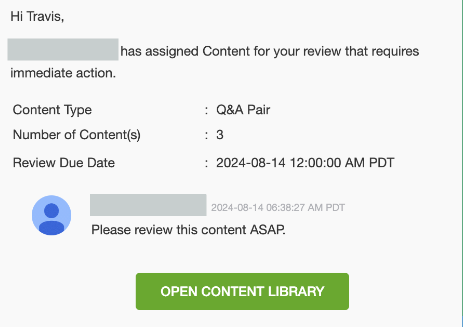 Hi Travis,
has assigned Content for your review that requires
immediate action.
Content Type : Q&A Pair
Number of Content(s) : 3
Review Due Date : 2024-08-14 12:00:00 AM PDT
2024-08-14 06:38:27 AM PDT
Please review this content ASAP.
OPEN CONTENT LIBRARY